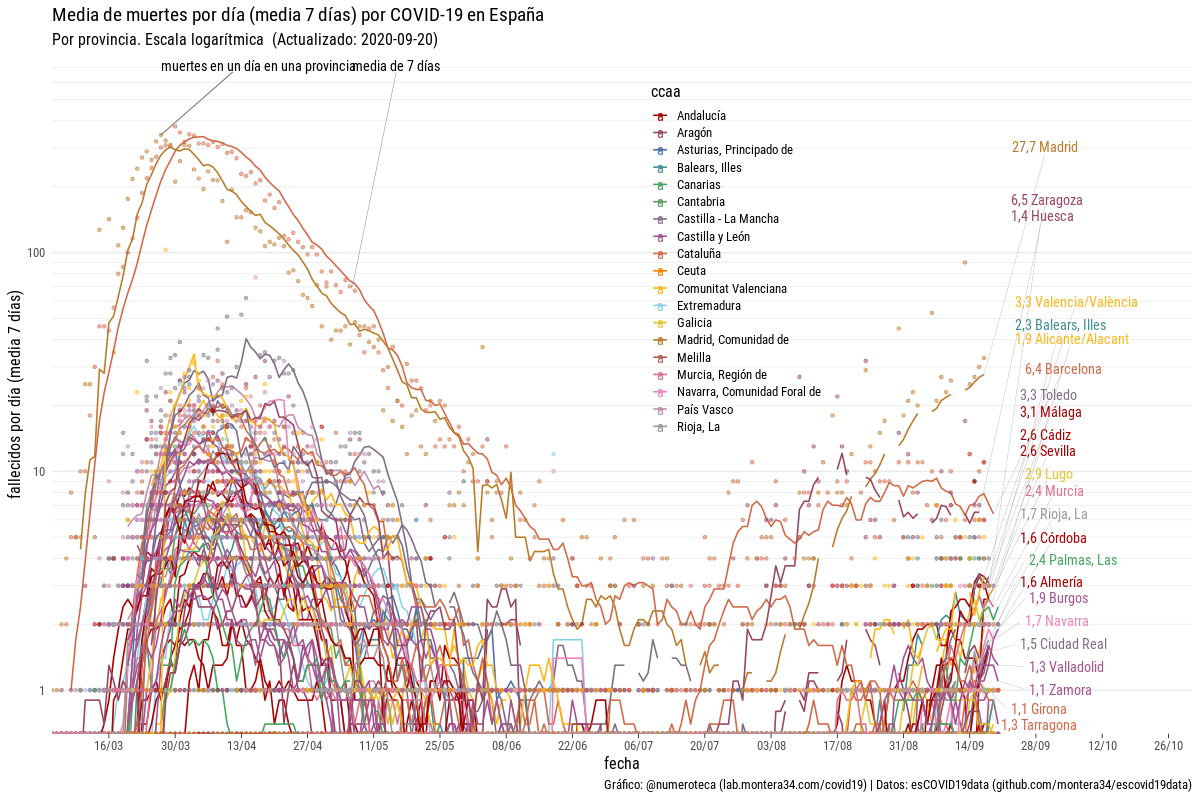 Media de muertes por día (media 7 días) por COVID-19 en España
Por provincia. Escala logarítmica (Actualizado: 2020-09-20)
muertes en un día en una provincia
media de 7 días
ccaa
Andalucía
Aragón
Asturias, Principado de
Balears, Illes
Canarias
Cantabria
Castilla - La Mancha
Castilla y León
Cataluña
Ceuta
Comunitat Valenciana
Extremadura
Galicia
Madrid, Comunidad de
Melilla
Murcia, Región de
Navarra, Comunidad Foral de
País Vasco
Rioja, La
27,7 Madrid
6,5 Zaragoza
1,4 Huesca
3,3 Valencia/València
2,3 Balears, Illes
1,9 Alicante/Alacant
6,4 Barcelona
3,3 Toledo
3,1 Málaga
2,6 Cádiz
2,6 Sevilla
2,9 Lugo
2,4 Murcia
1,7 Rioja, La
1,6 Córdoba
2,4 Palmas, Las
1,6 Almería
1,9 Burgos
1,7 Navarra
1,5 Ciudad Real
1,3 Valladolid
1,1 Zamora
1,1 Girona
1,3 Tarragona
fallecidos por día (media 7 días)
100
10
1
16/03
30/03
13/04
27/04
11/05
25/05
08/06
22/06
06/07
20/07
03/08
17/08
31/08
14/09
28/09
12/10
26/10
fecha
Gráfico: @numeroteca (lab.montera34.com/covid19) | Datos: esCOVID19data (github.com/montera34/escovid19data)